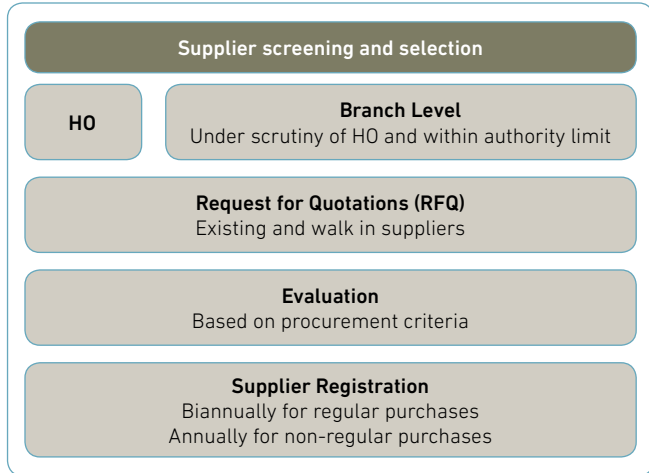 Supplier screening and selection
HO
Branch Level
Under scrutiny of HO and within authority limit
Request for Quotations (RFQ)
Existing and walk in suppliers
Evaluation
Based on procurement criteria
Supplier Registration
Biannually for regular purchases
Annually for non-regular purchases